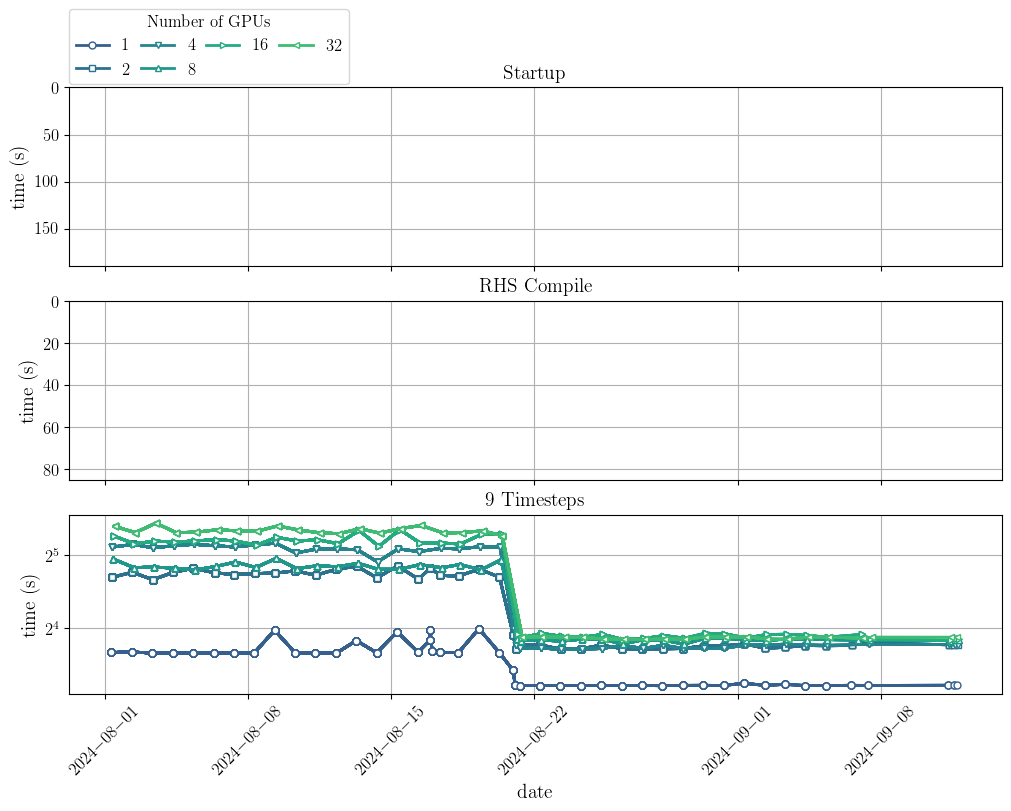 Number of GPUs
1 4 16 32
2 8
Startup
0
50
100
150
time (s)
RHS Compile
0
20
40
60
80
time (s)
9 Timesteps
2⁵
2⁴
time (s)
2024−08−01 2024−08−08 2024−08−15 2024−08−22 2024−09−01 2024−09−08
date